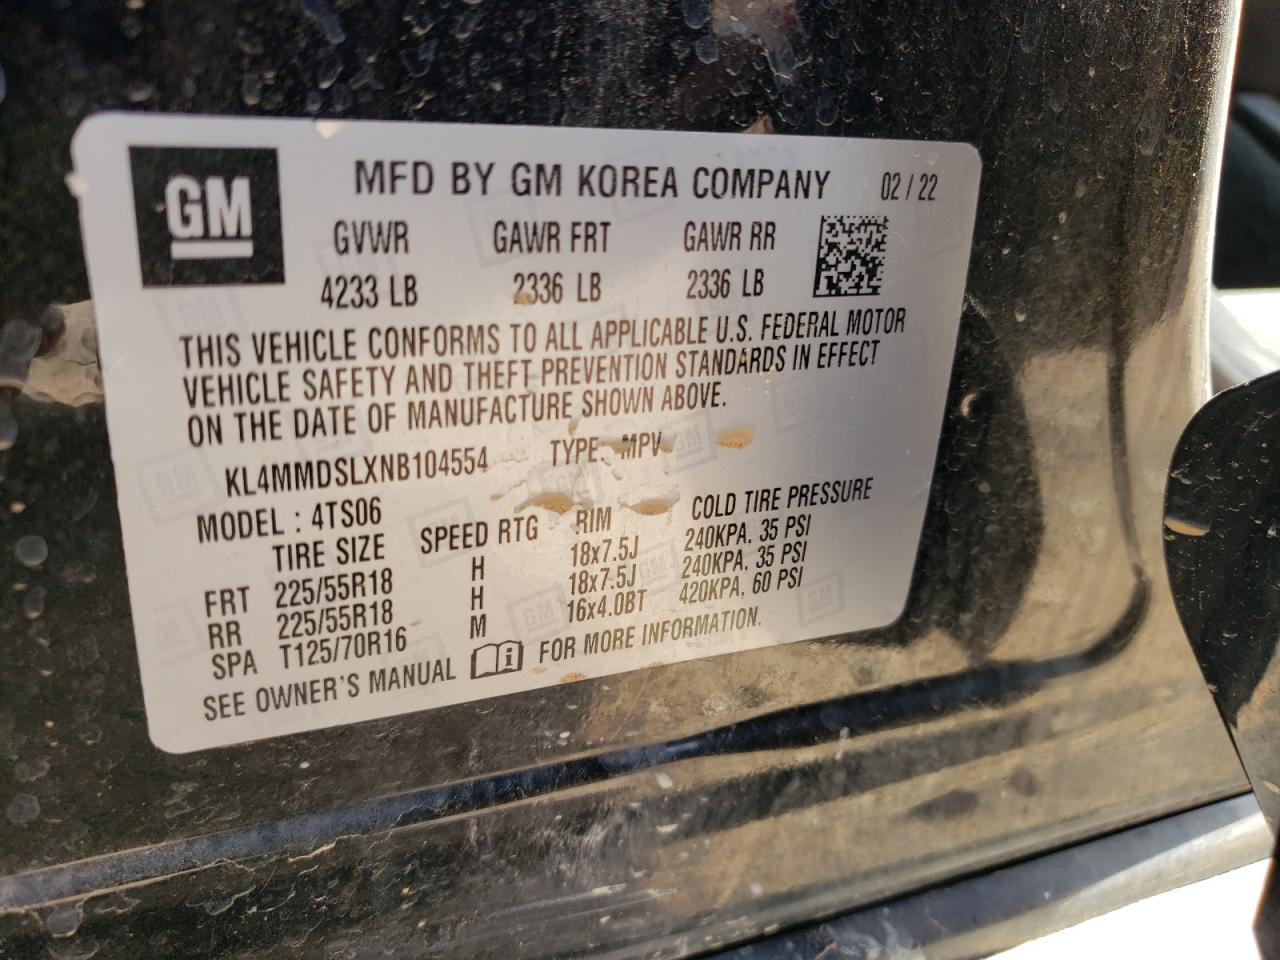 GM
MFD BY GM KOREA COMPANY 02 / 22
GVWR GAWR FRT GAWR RR
4233 LB 2336 LB 2336 LB
THIS VEHICLE CONFORMS TO ALL APPLICABLE U.S. FEDERAL MOTOR
VEHICLE SAFETY AND THEFT PREVENTION STANDARDS IN EFFECT
ON THE DATE OF MANUFACTURE SHOWN ABOVE.
KL4MMDSLXNB104554 TYPE: MPV
MODEL : 4TS06
TIRE SIZE SPEED RTG RIM COLD TIRE PRESSURE
FRT 225/55R18 H 18x7.5J 240KPA. 35 PSI
RR 225/55R18 H 18x7.5J 240KPA. 35 PSI
SPA T125/70R16 M 16x4.0BT 420KPA, 60 PSI
SEE OWNER'S MANUAL i FOR MORE INFORMATION.